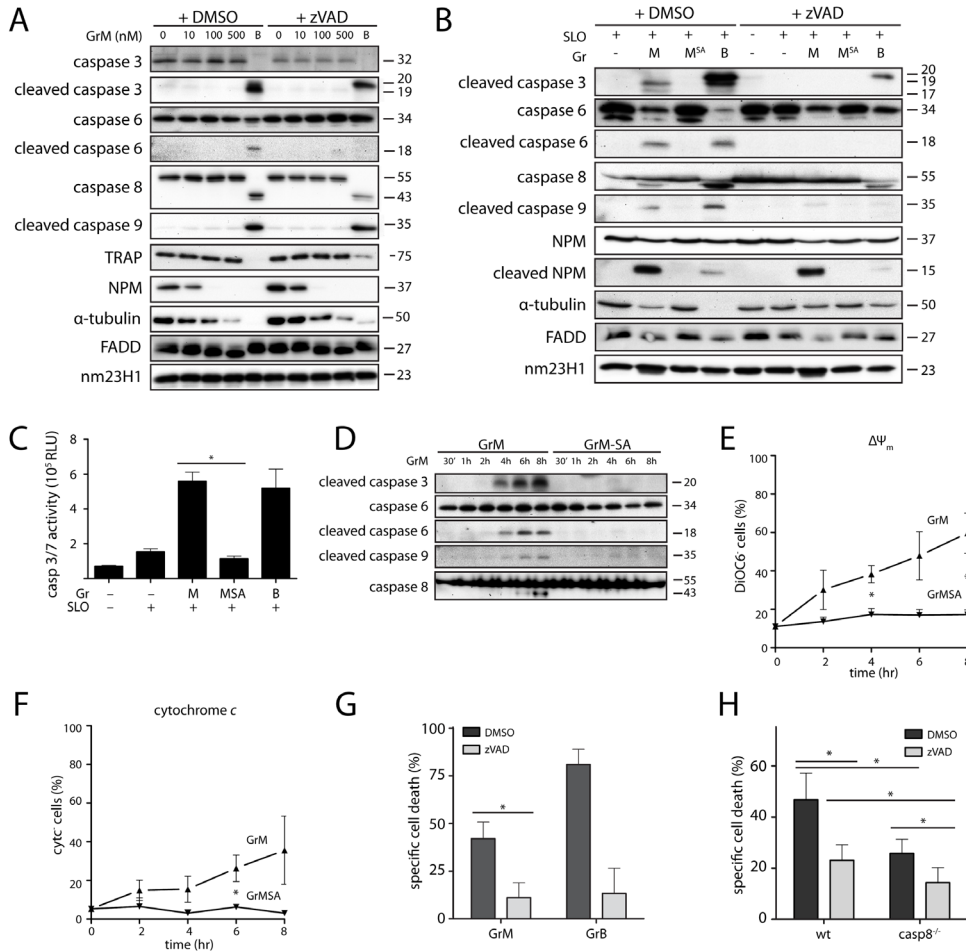 A
+ DMSO + zVAD
GrM (nM) 0 10 100 500 B 0 10 100 500 B
caspase 3 32
cleaved caspase 3 20 19
caspase 6 34
cleaved caspase 6 18
caspase 8 55 43
cleaved caspase 9 35
TRAP 75
NPM 37
α-tubulin 50
FADD 27
nm23H1 23
B
+ DMSO + zVAD
SLO + + + + - + + + +
Gr - M Mˢᴬ B - - M Mˢᴬ B
cleaved caspase 3 20 19 17
caspase 6 34
cleaved caspase 6 18
caspase 8 55
cleaved caspase 9 35
NPM 37
cleaved NPM 15
α-tubulin 50
FADD 27
nm23H1 23
C
casp 3/7 activity (10⁵ RLU)
8
6
4
2
*
Gr – – M MSA B
SLO – + + + +
D
GrM GrM-SA
GrM 30' 1h 2h 4h 6h 8h 30' 1h 2h 4h 6h 8h
cleaved caspase 3 20
caspase 6 34
cleaved caspase 6 18
cleaved caspase 9 35
caspase 8 55 43
E
ΔΨm
DiOC6⁻ cells (%)
100
80
60
40
20
0
GrM
*
GrMSA
0 2 4 6 8
time (hr)
F
cytochrome c
cytc⁻ cells (%)
100
80
60
40
20
0
GrM
*
GrMSA
0 2 4 6 8
time (hr)
G
specific cell death (%)
100
75
50
25
0
DMSO
zVAD
*
GrM GrB
H
specific cell death (%)
60
40
20
0
DMSO
zVAD
* * * *
wt casp8⁻/⁻